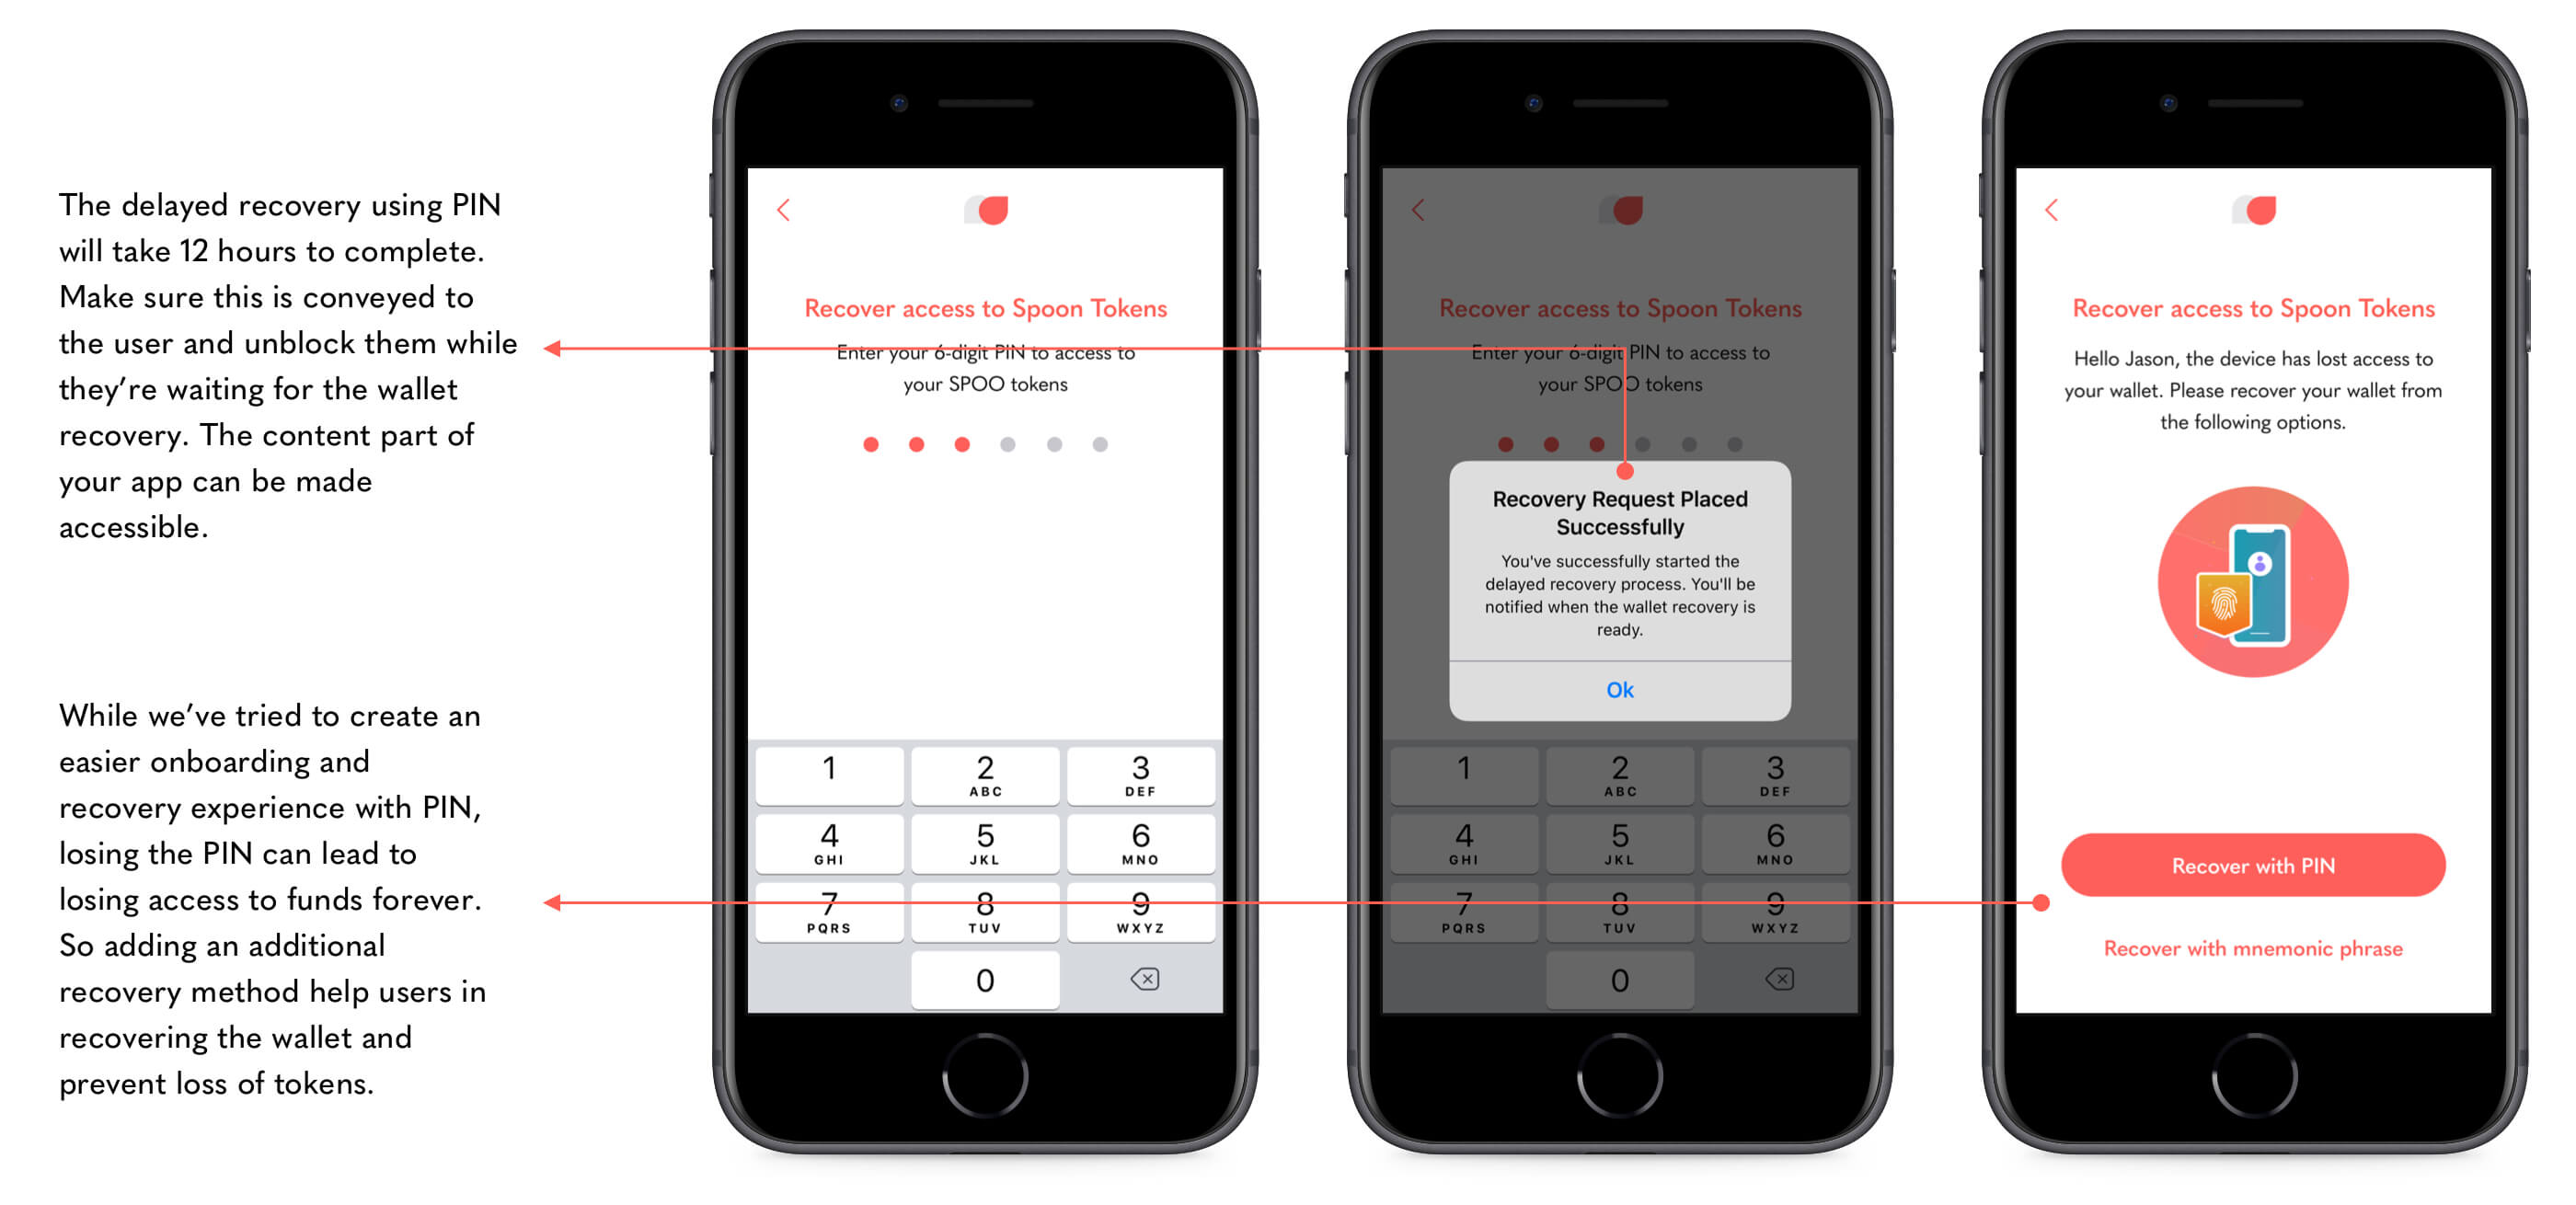 The delayed recovery using PIN
will take 12 hours to complete.
Make sure this is conveyed to
the user and unblock them while
they're waiting for the wallet
recovery. The content part of
your app can be made
accessible.
While we've tried to create an
easier onboarding and
recovery experience with PIN,
losing the PIN can lead to
losing access to funds forever.
So adding an additional
recovery method help users in
recovering the wallet and
prevent loss of tokens.
Recover access to Spoon Tokens
Enter your 6-digit PIN to access to
your SPOO tokens
1
2
ABC
3
DEF
4
GHI
5
JKL
6
MNO
7
PQRS
8
TUV
9
WXYZ
0
Recover access to Spoon Tokens
Enter your 6-digit PIN to access to
your SPOO tokens
Recovery Request Placed
Successfully
You've successfully started the
delayed recovery process. You'll be
notified when the wallet recovery is
ready.
Ok
1
2
ABC
3
DEF
4
GHI
5
JKL
6
MNO
7
PQRS
8
TUV
9
WXYZ
0
Recover access to Spoon Tokens
Hello Jason, the device has lost access to
your wallet. Please recover your wallet from
the following options.
Recover with PIN
Recover with mnemonic phrase